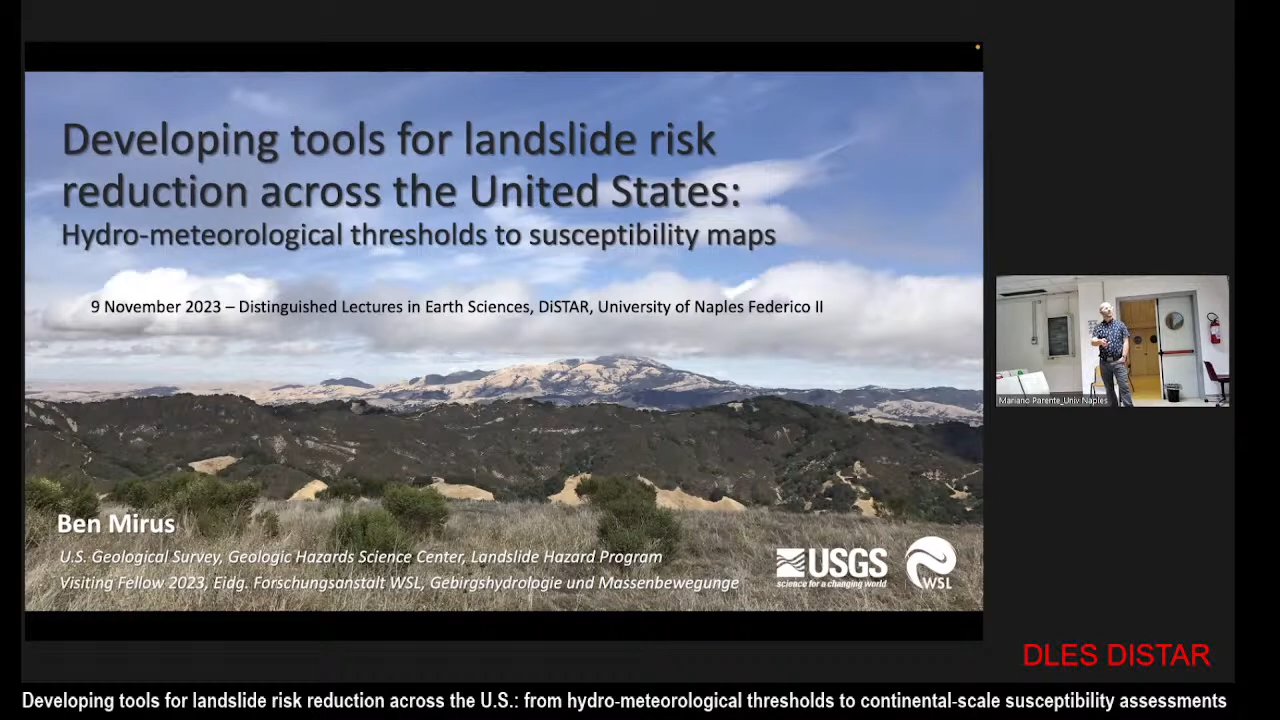 Developing tools for landslide risk
reduction across the United States:
Hydro-meteorological thresholds to susceptibility maps
9 November 2023 – Distinguished Lectures in Earth Sciences, DiSTAR, University of Naples Federico II
Ben Mirus
U.S. Geological Survey, Geologic Hazards Science Center, Landslide Hazard Program
Visiting Fellow 2023, Eidg. Forschungsanstalt WSL, Gebirgshydrologie und Massenbewegunge
USGS
science for a changing world
WSL
Mariano Parente_Univ Naples
DLES DISTAR
Developing tools for landslide risk reduction across the U.S.: from hydro-meteorological thresholds to continental-scale susceptibility assessments